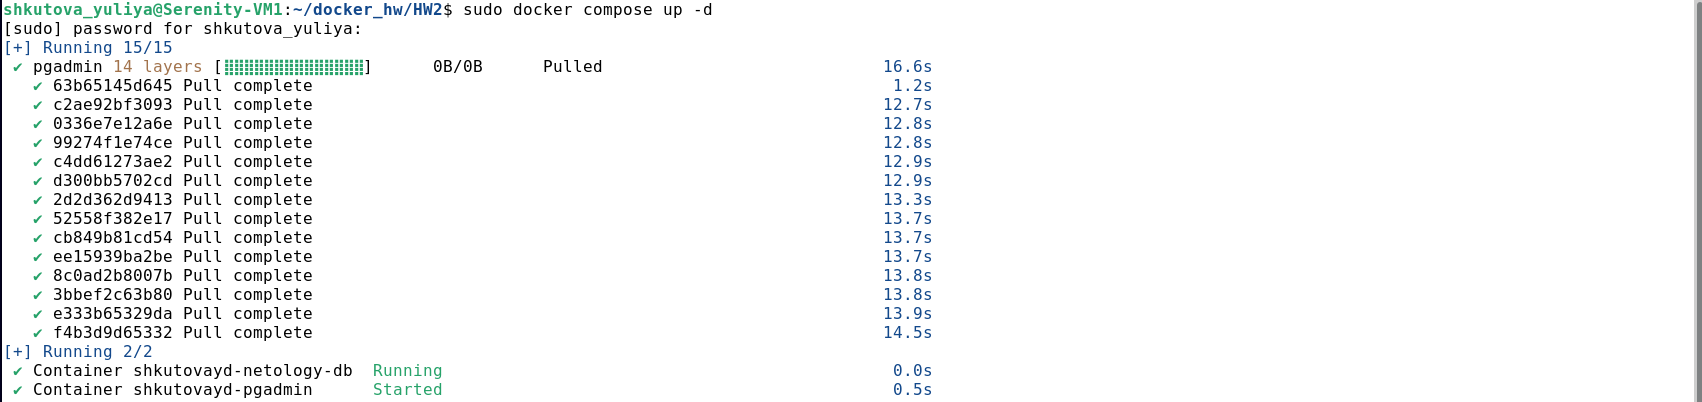 shkutova_yuliya@Serenity-VM1:~/docker_hw/HW2$ sudo docker compose up -d
[sudo] password for shkutova_yuliya:
[+] Running 15/15
✔ pgadmin 14 layers [⣿⣿⣿⣿⣿⣿⣿⣿⣿⣿⣿⣿⣿⣿] 0B/0B Pulled 16.6s
✔ 63b65145d645 Pull complete 1.2s
✔ c2ae92bf3093 Pull complete 12.7s
✔ 0336e7e12a6e Pull complete 12.8s
✔ 99274f1e74ce Pull complete 12.8s
✔ c4dd61273ae2 Pull complete 12.9s
✔ d300bb5702cd Pull complete 12.9s
✔ 2d2d362d9413 Pull complete 13.3s
✔ 52558f382e17 Pull complete 13.7s
✔ cb849b81cd54 Pull complete 13.7s
✔ ee15939ba2be Pull complete 13.7s
✔ 8c0ad2b8007b Pull complete 13.8s
✔ 3bbef2c63b80 Pull complete 13.8s
✔ e333b65329da Pull complete 13.9s
✔ f4b3d9d65332 Pull complete 14.5s
[+] Running 2/2
✔ Container shkutovayd-netology-db Running 0.0s
✔ Container shkutovayd-pgadmin Started 0.5s